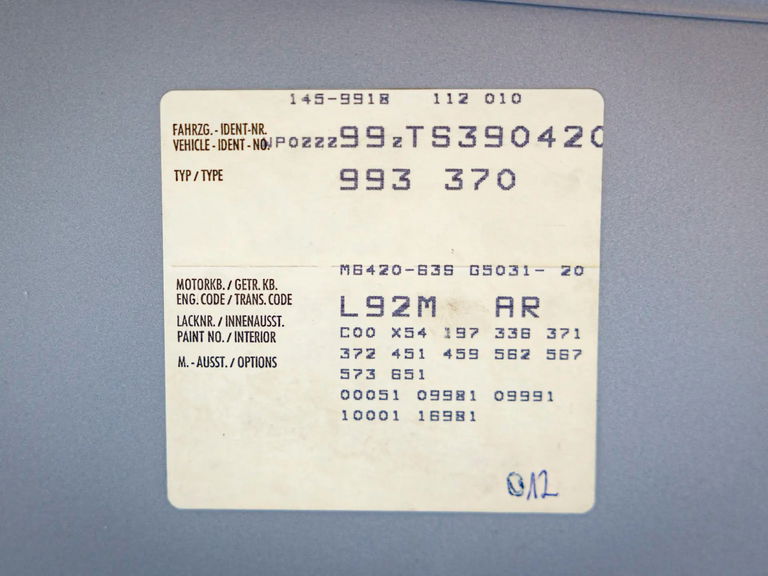 145-9918 112 010
FAHRZG. - IDENT-NR.
VEHICLE - IDENT - NO. WP0ZZZ99ZTS390420
TYP / TYPE 993 370
M6420-639 G5031- 20
MOTORKB. / GETR. KB.
ENG. CODE / TRANS. CODE
L92M AR
LACKNR. / INNENAUSST.
PAINT NO. / INTERIOR
C00 X54 197 336 371
M. - AUSST. / OPTIONS
372 451 459 562 567
573 651
00051 09981 09991
10001 16981
012